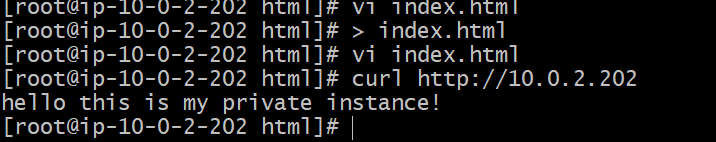 [root@ip-10-0-2-202 html]# vi index.html
[root@ip-10-0-2-202 html]# > index.html
[root@ip-10-0-2-202 html]# vi index.html
[root@ip-10-0-2-202 html]# curl http://10.0.2.202
hello this is my private instance!
[root@ip-10-0-2-202 html]#